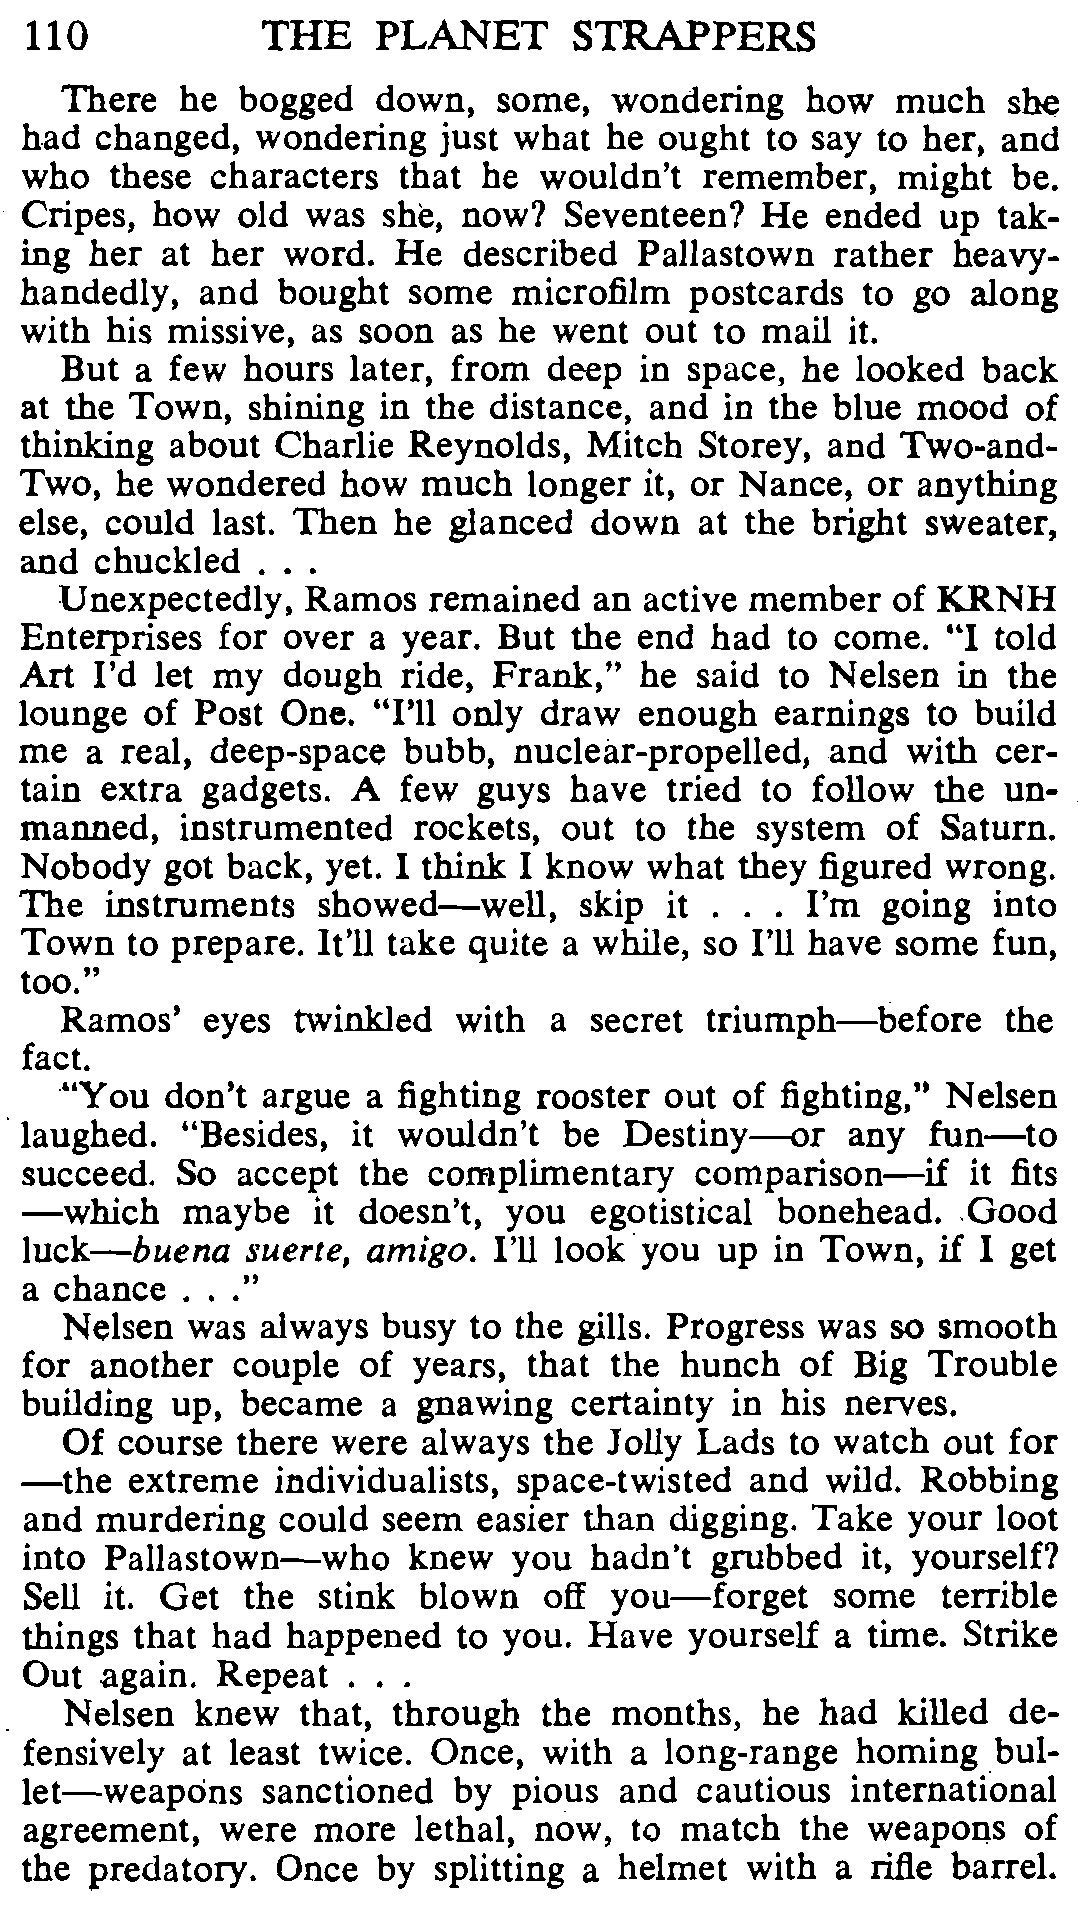 110 THE PLANET STRAPPERS
There he bogged down, some, wondering how much she
had changed, wondering just what he ought to say to her, and
who these characters that he wouldn't remember, might be.
Cripes, how old was she, now? Seventeen? He ended up tak-
ing her at her word. He described Pallastown rather heavy-
handedly, and bought some microfilm postcards to go along
with his missive, as soon as he went out to mail it.
But a few hours later, from deep in space, he looked back
at the Town, shining in the distance, and in the blue mood of
thinking about Charlie Reynolds, Mitch Storey, and Two-and-
Two, he wondered how much longer it, or Nance, or anything
else, could last. Then he glanced down at the bright sweater,
and chuckled . . .
Unexpectedly, Ramos remained an active member of KRNH
Enterprises for over a year. But the end had to come. "I told
Art I'd let my dough ride, Frank," he said to Nelsen in the
lounge of Post One. "I'll only draw enough earnings to build
me a real, deep-space bubb, nuclear-propelled, and with cer-
tain extra gadgets. A few guys have tried to follow the un-
manned, instrumented rockets, out to the system of Saturn.
Nobody got back, yet. I think I know what they figured wrong.
The instruments showed—well, skip it . . . I'm going into
Town to prepare. It'll take quite a while, so I'll have some fun,
too."
Ramos' eyes twinkled with a secret triumph—before the
fact.
"You don't argue a fighting rooster out of fighting," Nelsen
laughed. "Besides, it wouldn't be Destiny—or any fun—to
succeed. So accept the complimentary comparison—if it fits
—which maybe it doesn't, you egotistical bonehead. Good
luck—buena suerte, amigo. I'll look you up in Town, if I get
a chance . . ."
Nelsen was always busy to the gills. Progress was so smooth
for another couple of years, that the hunch of Big Trouble
building up, became a gnawing certainty in his nerves.
Of course there were always the Jolly Lads to watch out for
—the extreme individualists, space-twisted and wild. Robbing
and murdering could seem easier than digging. Take your loot
into Pallastown—who knew you hadn't grubbed it, yourself?
Sell it. Get the stink blown off you—forget some terrible
things that had happened to you. Have yourself a time. Strike
Out again. Repeat . . .
Nelsen knew that, through the months, he had killed de-
fensively at least twice. Once, with a long-range homing bul-
let—weapons sanctioned by pious and cautious international
agreement, were more lethal, now, to match the weapons of
the predatory. Once by splitting a helmet with a rifle barrel.